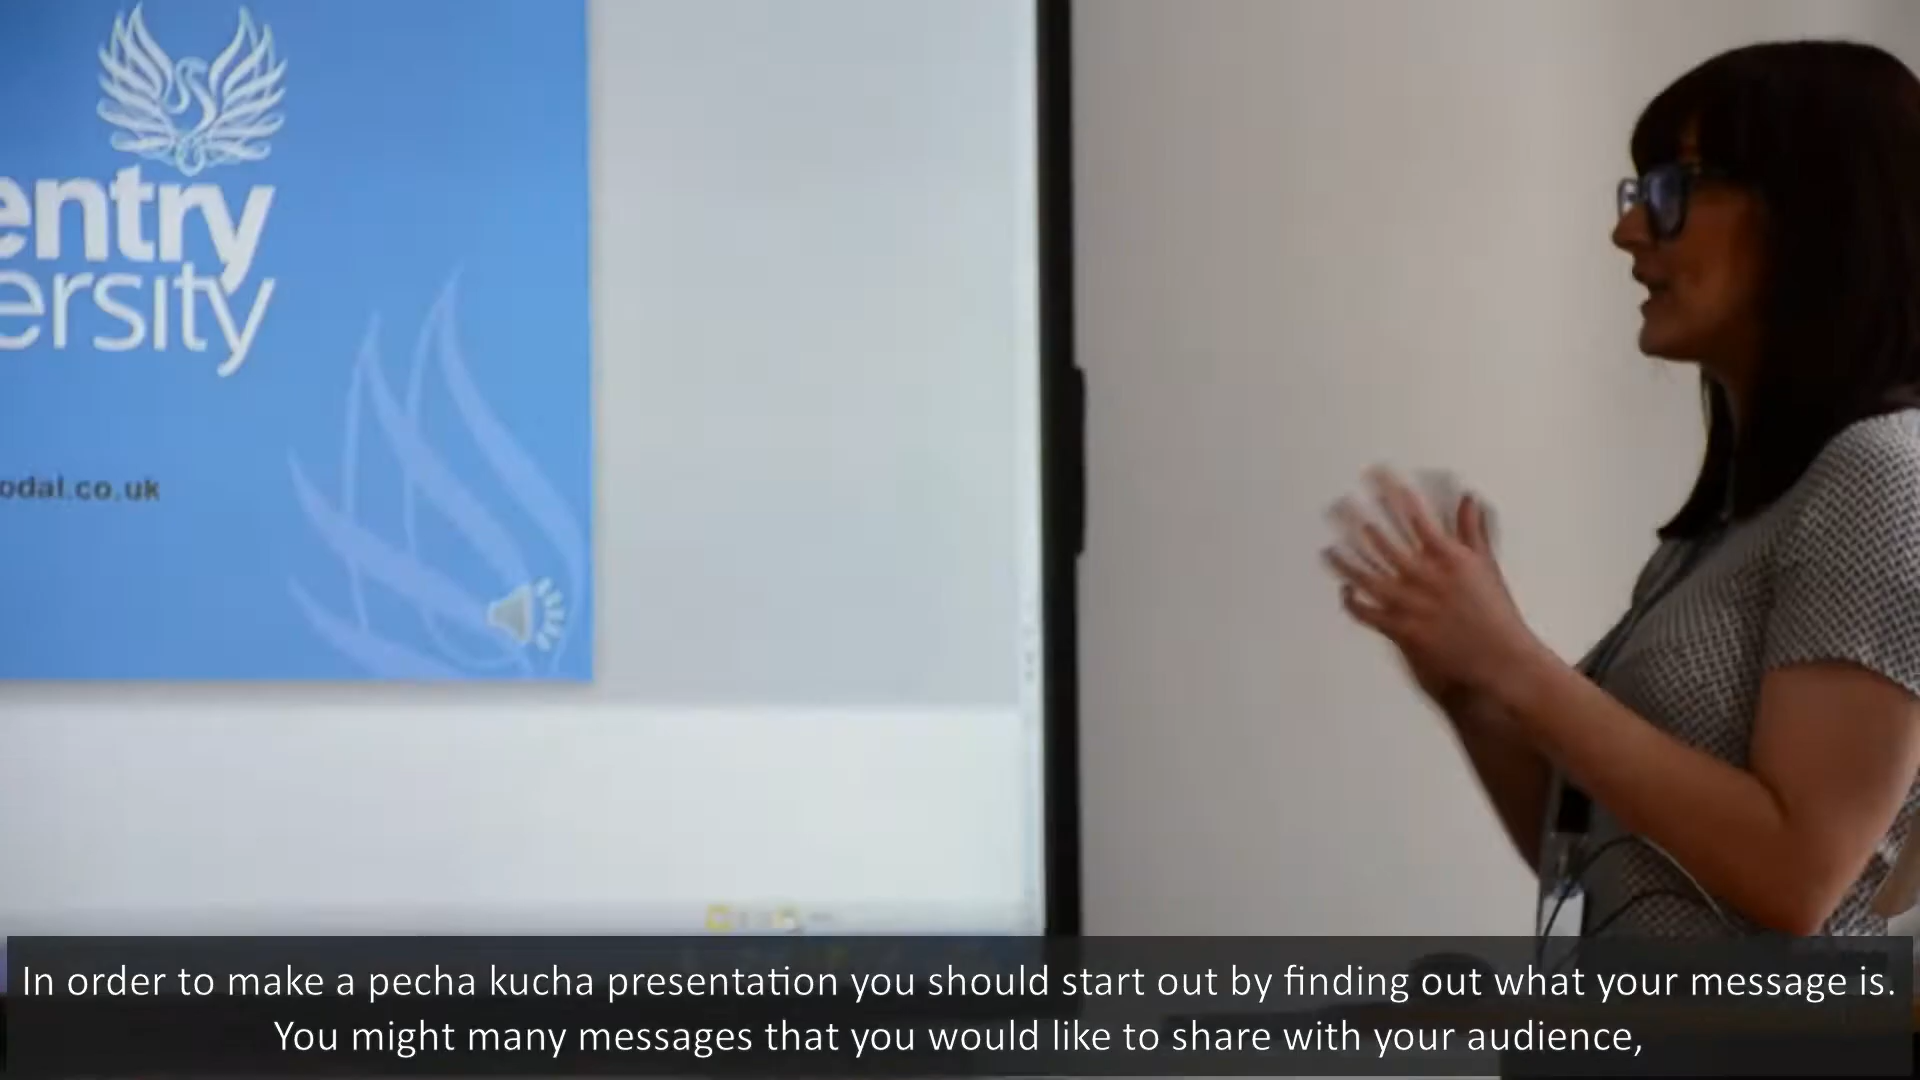 entry
ersity
odal.co.uk
In order to make a pecha kucha presentation you should start out by finding out what your message is.
You might many messages that you would like to share with your audience,